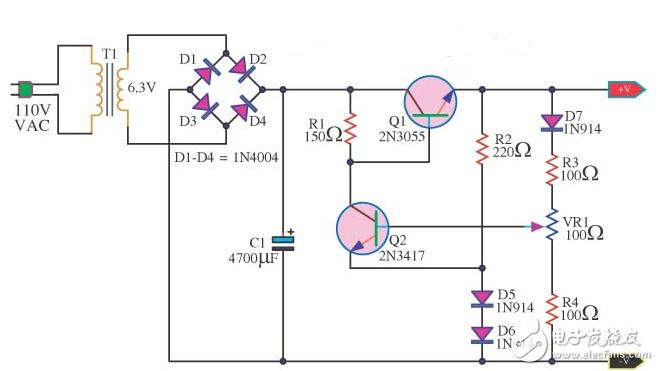 T1
110V
VAC
6.3V
D1
D2
D3
D4
D1-D4 = 1N4004
C1
4700µF
+
R1
150Ω
Q1
2N3055
R2
220Ω
D7
1N914
R3
100Ω
VR1
100Ω
Q2
2N3417
D5
1N914
D6
R4
100Ω
+V
-V
电子发烧友
www.elecfans.com